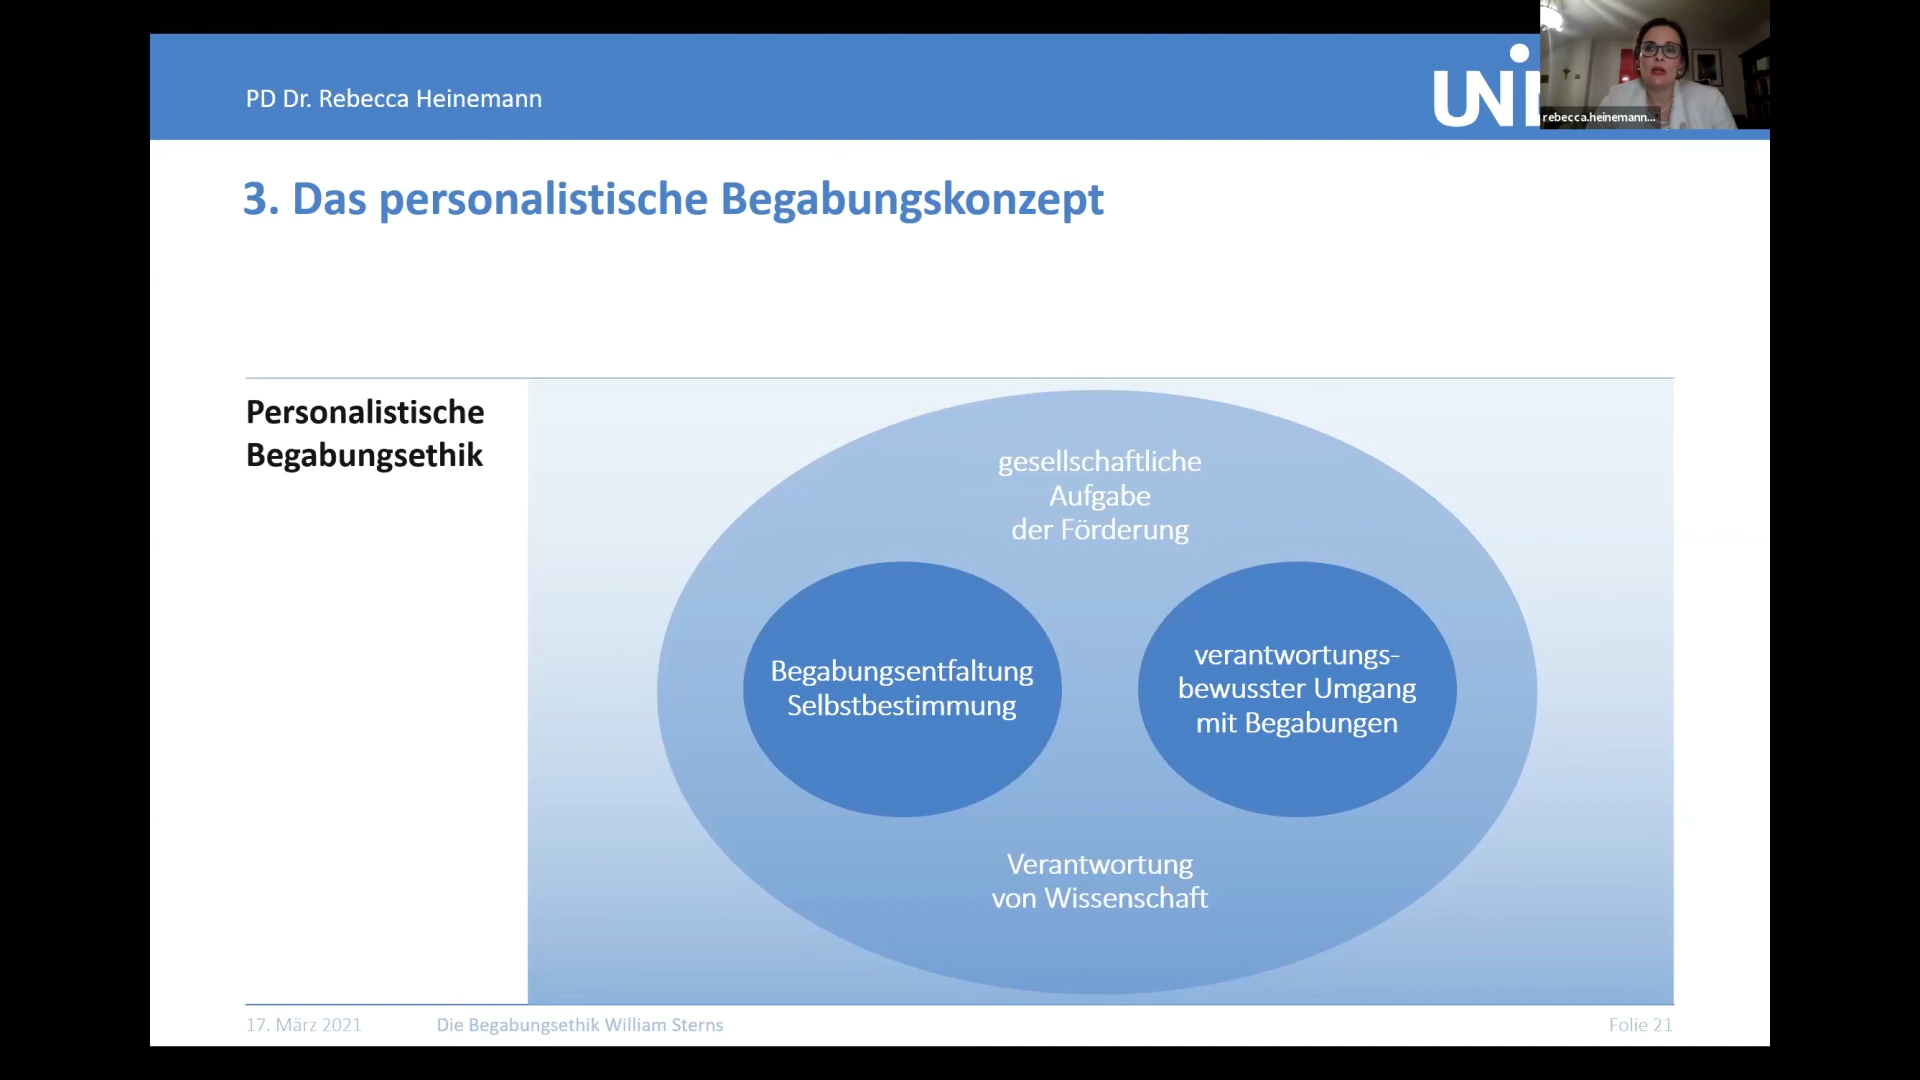 PD Dr. Rebecca Heinemann
UNI
rebecca.heinemann...
3. Das personalistische Begabungskonzept
Personalistische
Begabungsethik
gesellschaftliche
Aufgabe
der Förderung
Begabungsentfaltung
Selbstbestimmung
verantwortungs-
bewusster Umgang
mit Begabungen
Verantwortung
von Wissenschaft
17. März 2021
Die Begabungsethik William Sterns
Folie 21